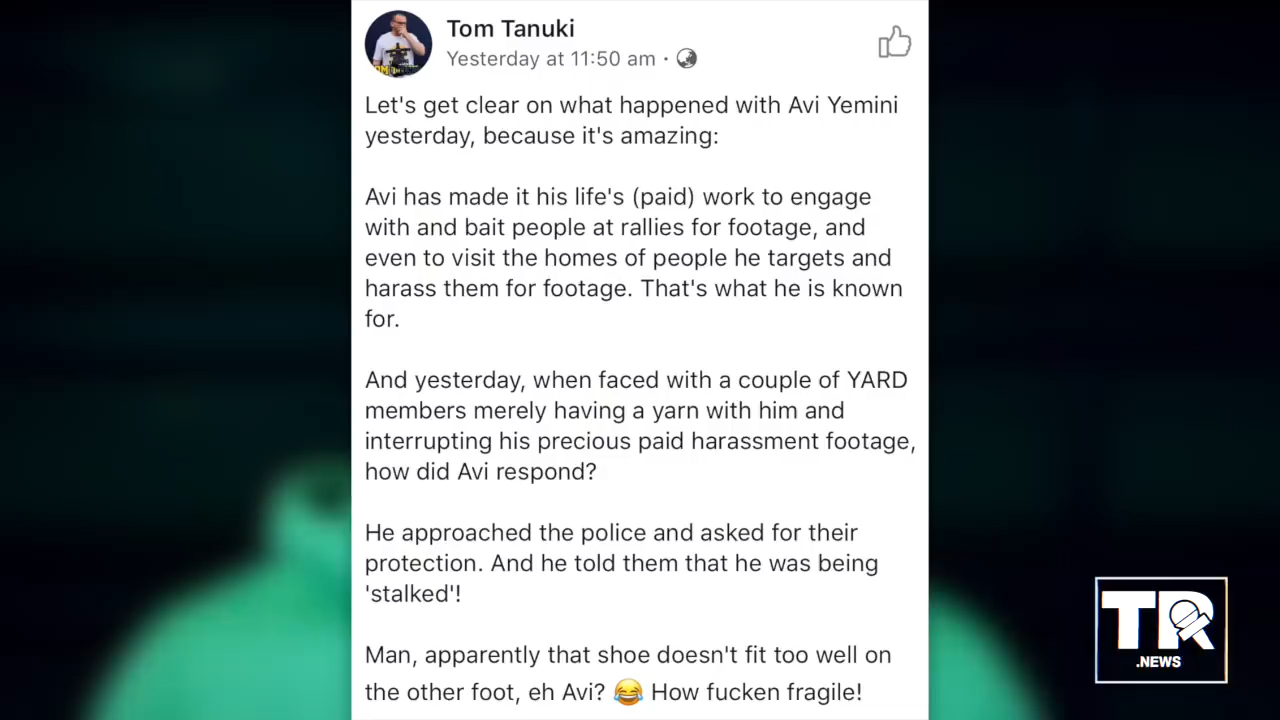 Tom Tanuki
Yesterday at 11:50 am ·
Let's get clear on what happened with Avi Yemini
yesterday, because it's amazing:
Avi has made it his life's (paid) work to engage
with and bait people at rallies for footage, and
even to visit the homes of people he targets and
harass them for footage. That's what he is known
for.
And yesterday, when faced with a couple of YARD
members merely having a yarn with him and
interrupting his precious paid harassment footage,
how did Avi respond?
He approached the police and asked for their
protection. And he told them that he was being
'stalked'!
Man, apparently that shoe doesn't fit too well on
the other foot, eh Avi? 😂 How fucken fragile!
TR
.NEWS